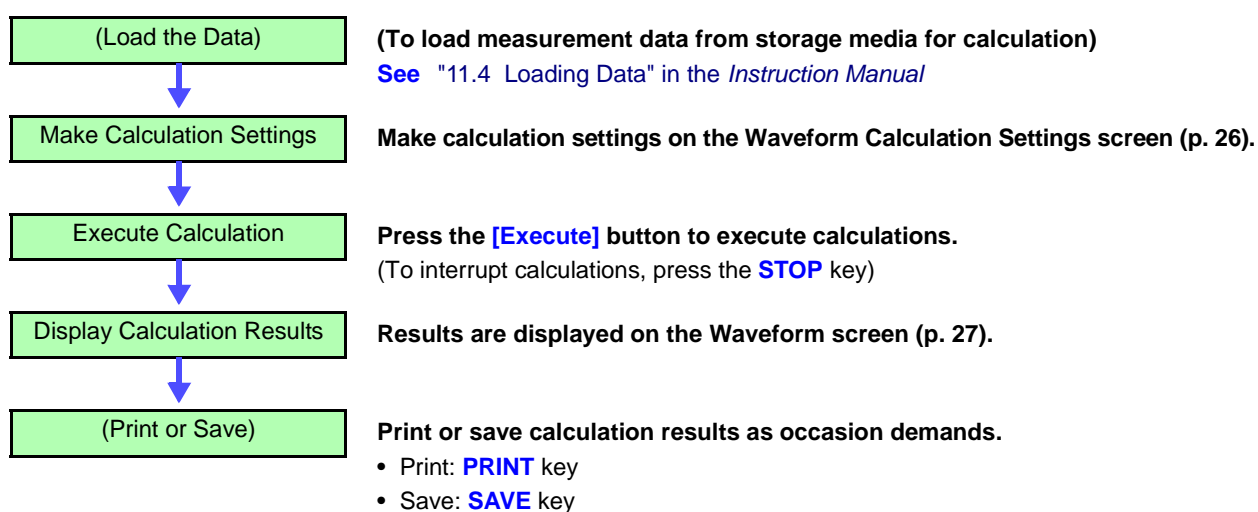 (Load the Data)
(To load measurement data from storage media for calculation)
See "11.4 Loading Data" in the Instruction Manual
Make Calculation Settings
Make calculation settings on the Waveform Calculation Settings screen (p. 26).
Execute Calculation
Press the [Execute] button to execute calculations.
(To interrupt calculations, press the STOP key)
Display Calculation Results
Results are displayed on the Waveform screen (p. 27).
(Print or Save)
Print or save calculation results as occasion demands.
• Print: PRINT key
• Save: SAVE key